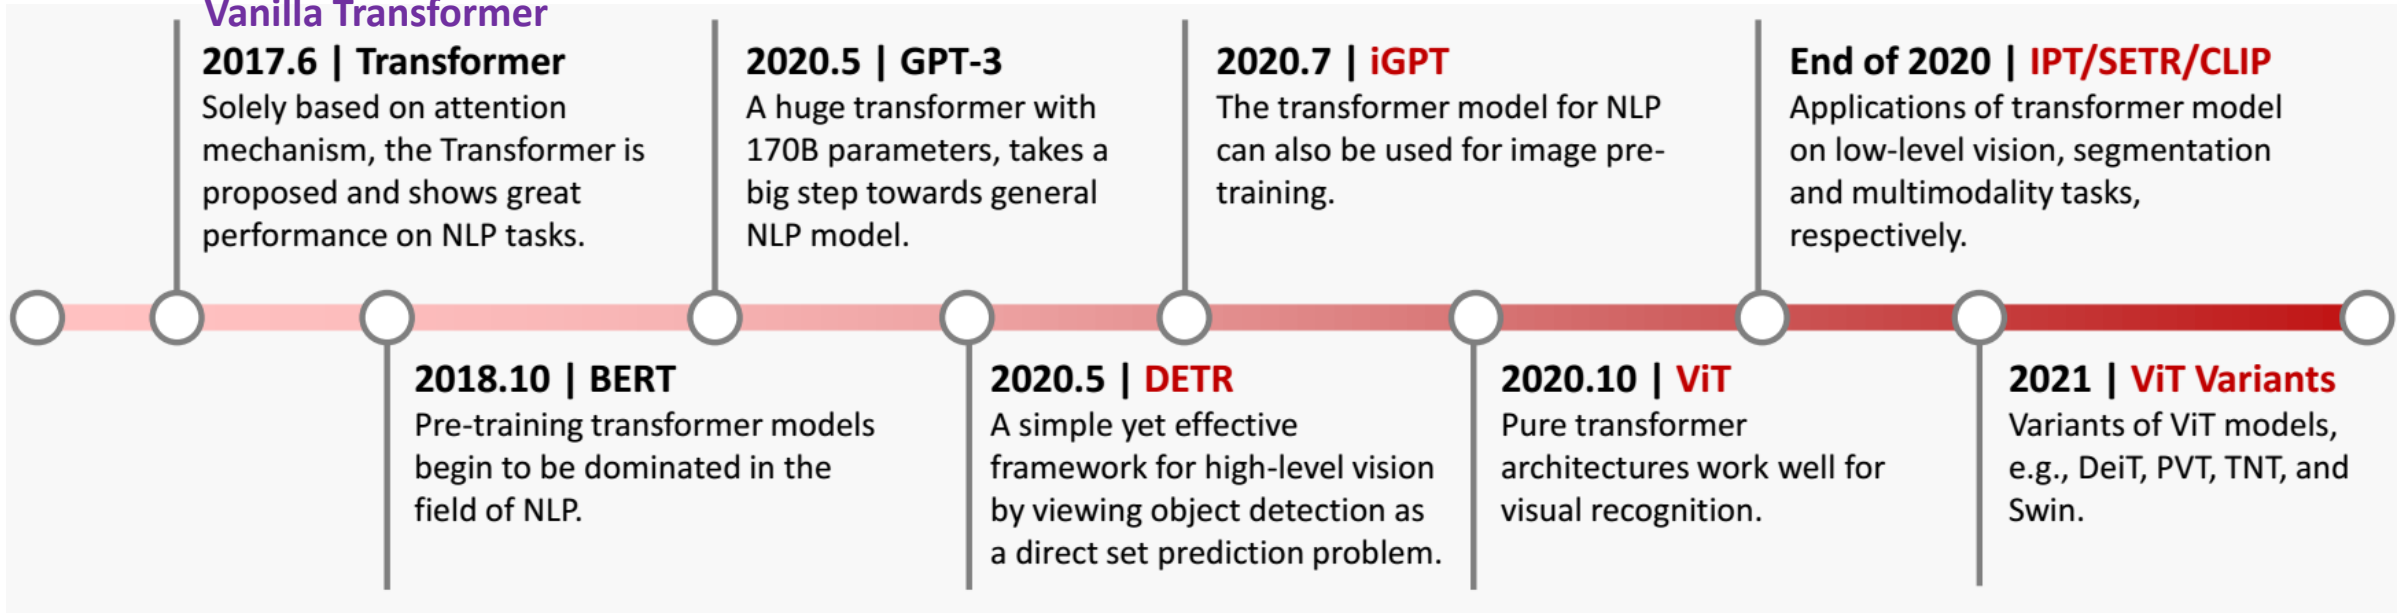 Vanilla Transformer
2017.6 | Transformer
Solely based on attention
mechanism, the Transformer is
proposed and shows great
performance on NLP tasks.
2018.10 | BERT
Pre-training transformer models
begin to be dominated in the
field of NLP.
2020.5 | GPT-3
A huge transformer with
170B parameters, takes a
big step towards general
NLP model.
2020.5 | DETR
A simple yet effective
framework for high-level vision
by viewing object detection as
a direct set prediction problem.
2020.7 | iGPT
The transformer model for NLP
can also be used for image pre-
training.
2020.10 | ViT
Pure transformer
architectures work well for
visual recognition.
End of 2020 | IPT/SETR/CLIP
Applications of transformer model
on low-level vision, segmentation
and multimodality tasks,
respectively.
2021 | ViT Variants
Variants of ViT models,
e.g., DeiT, PVT, TNT, and
Swin.